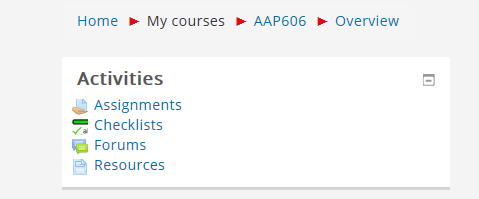 Home My courses AAP606 Overview
Activities
Assignments
Checklists
Forums
Resources